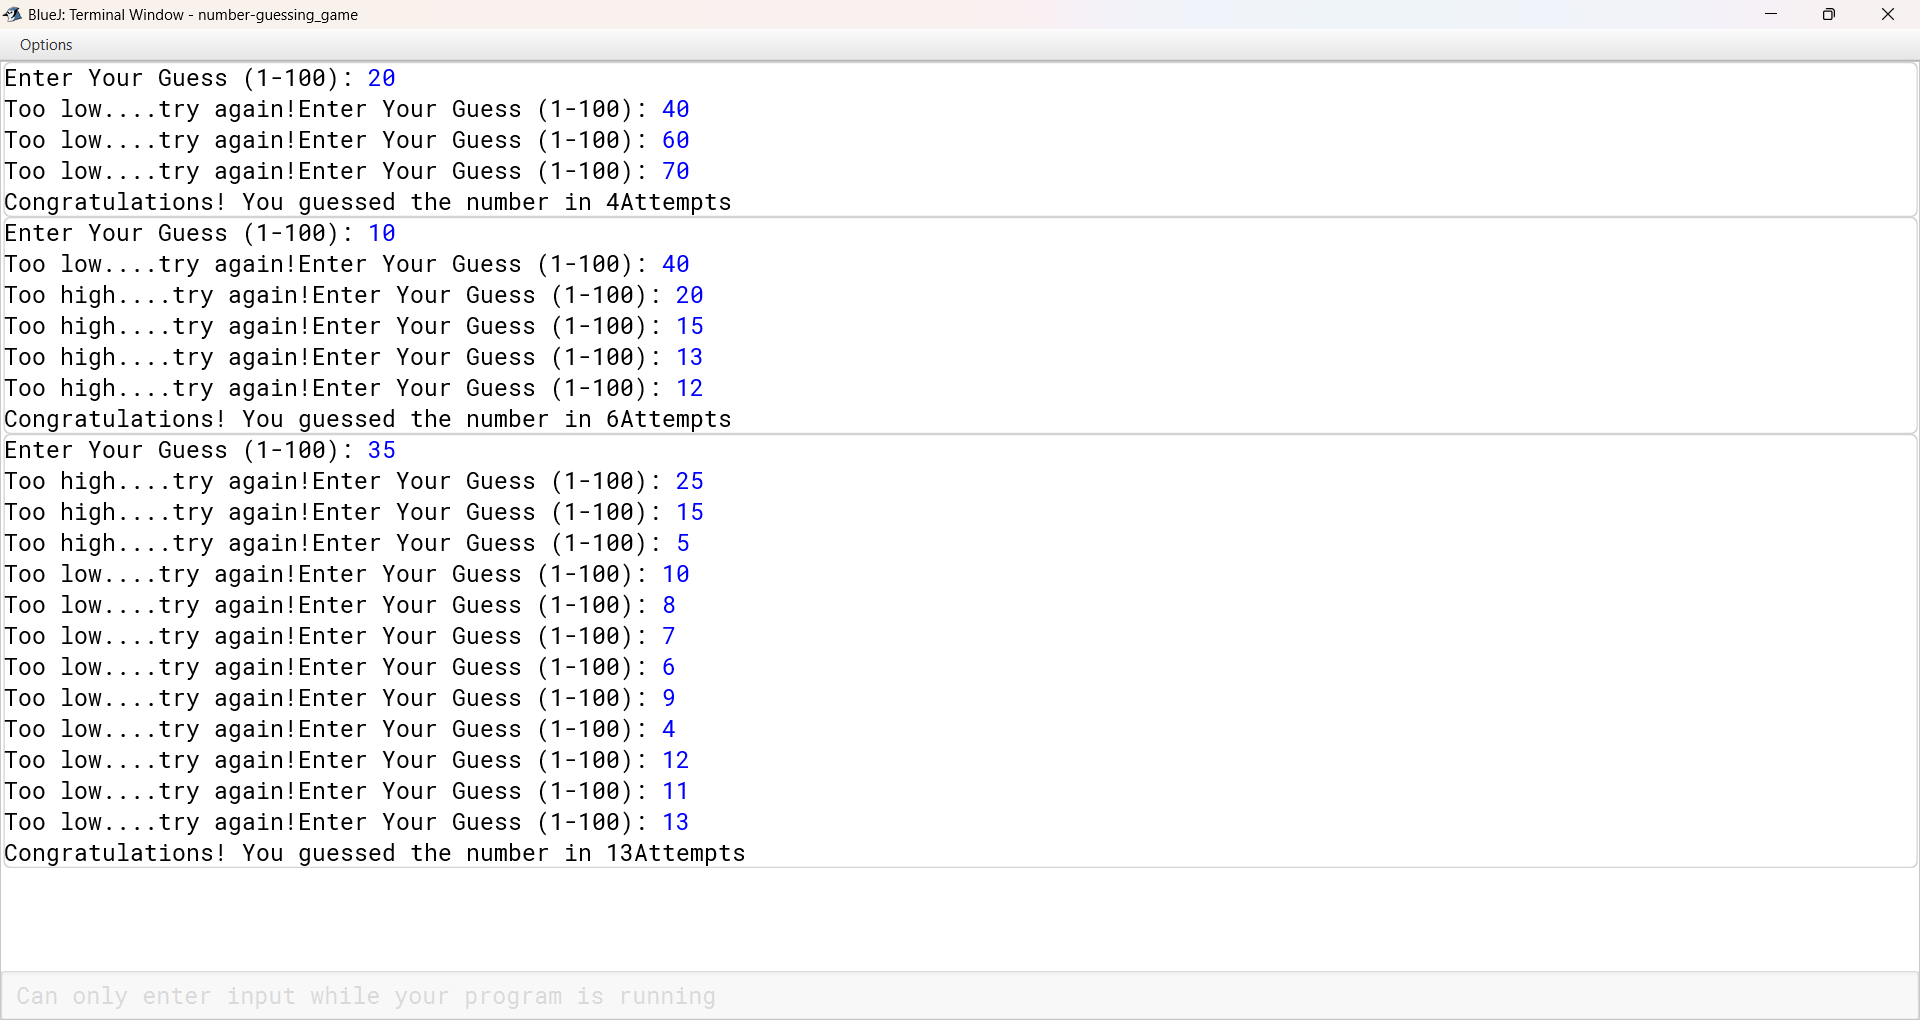 BlueJ: Terminal Window - number-guessing_game
Options
Enter Your Guess (1-100): 20
Too low....try again!Enter Your Guess (1-100): 40
Too low....try again!Enter Your Guess (1-100): 60
Too low....try again!Enter Your Guess (1-100): 70
Congratulations! You guessed the number in 4Attempts
Enter Your Guess (1-100): 10
Too low....try again!Enter Your Guess (1-100): 40
Too high....try again!Enter Your Guess (1-100): 20
Too high....try again!Enter Your Guess (1-100): 15
Too high....try again!Enter Your Guess (1-100): 13
Too high....try again!Enter Your Guess (1-100): 12
Congratulations! You guessed the number in 6Attempts
Enter Your Guess (1-100): 35
Too high....try again!Enter Your Guess (1-100): 25
Too high....try again!Enter Your Guess (1-100): 15
Too high....try again!Enter Your Guess (1-100): 5
Too low....try again!Enter Your Guess (1-100): 10
Too low....try again!Enter Your Guess (1-100): 8
Too low....try again!Enter Your Guess (1-100): 7
Too low....try again!Enter Your Guess (1-100): 6
Too low....try again!Enter Your Guess (1-100): 9
Too low....try again!Enter Your Guess (1-100): 4
Too low....try again!Enter Your Guess (1-100): 12
Too low....try again!Enter Your Guess (1-100): 11
Too low....try again!Enter Your Guess (1-100): 13
Congratulations! You guessed the number in 13Attempts
Can only enter input while your program is running